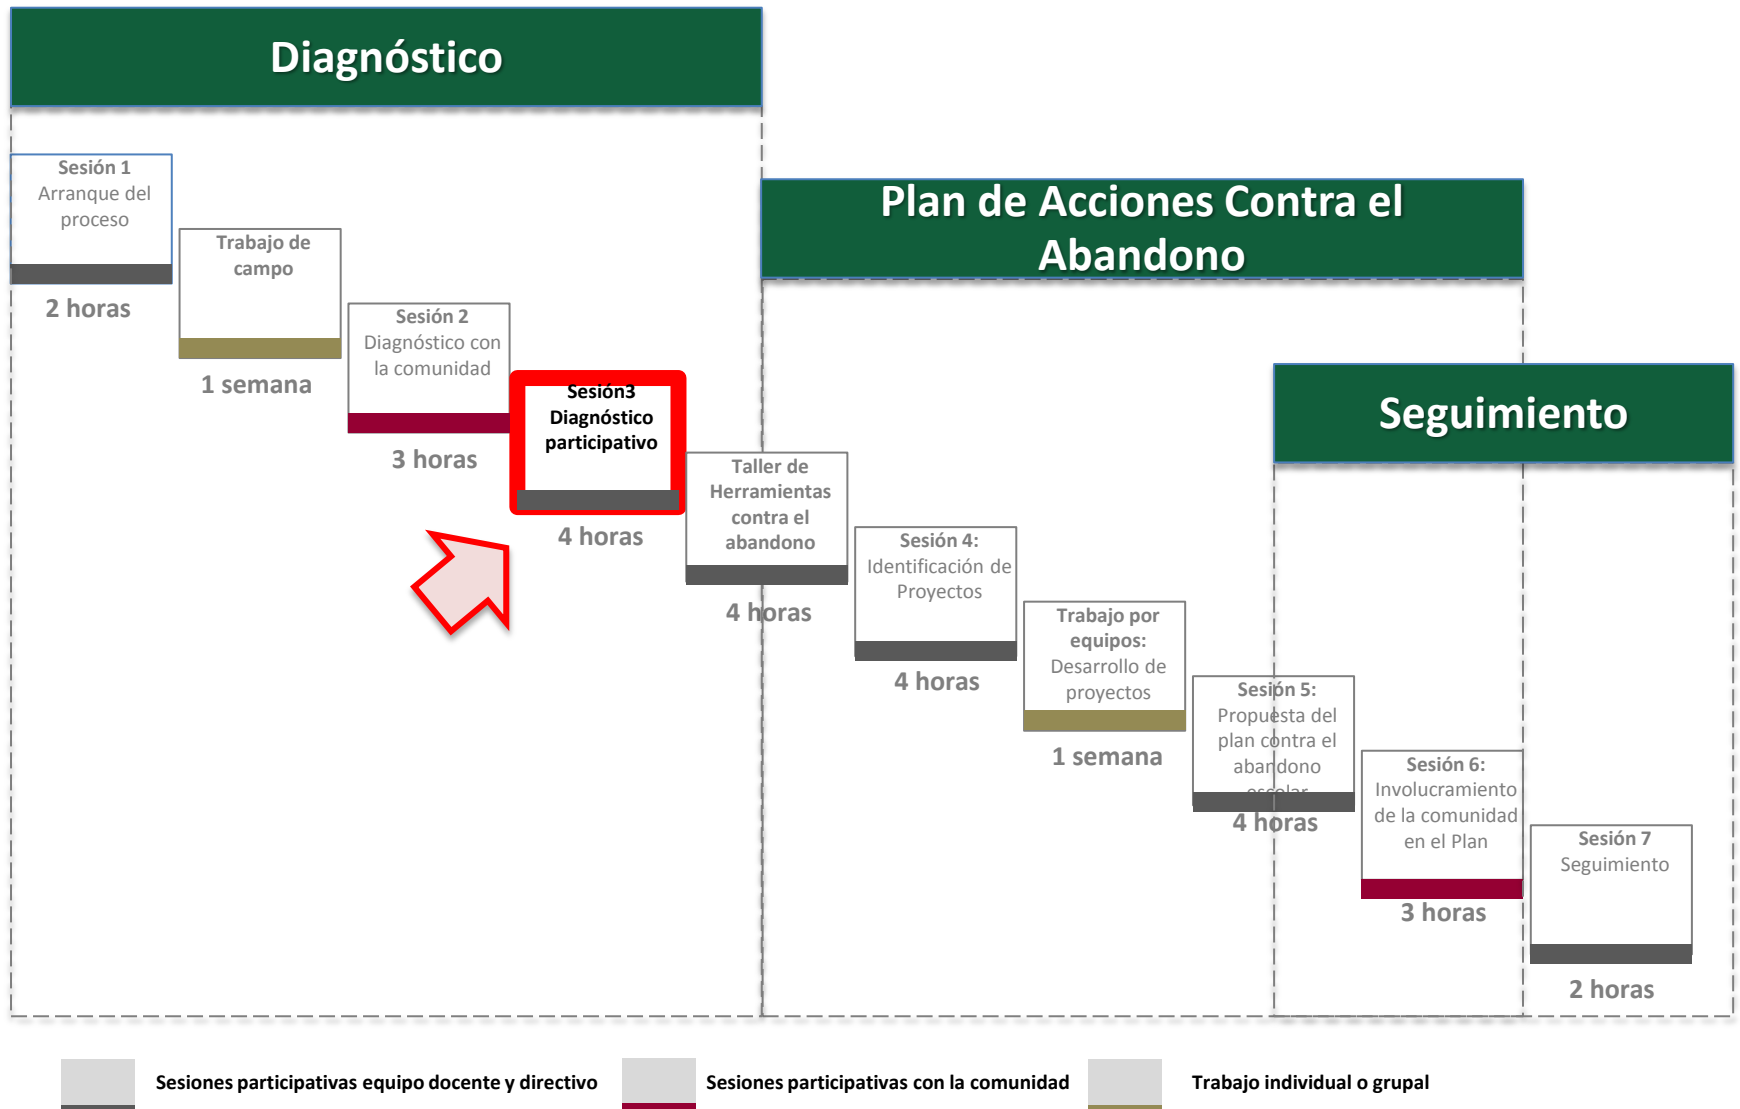 Diagnóstico
Sesión 1
Arranque del
proceso
2 horas
Trabajo de
campo
1 semana
Sesión 2
Diagnóstico con
la comunidad
3 horas
Sesión3
Diagnóstico
participativo
4 horas
Plan de Acciones Contra el
Abandono
Taller de
Herramientas
contra el
abandono
4 horas
Sesión 4:
Identificación de
Proyectos
4 horas
Trabajo por
equipos:
Desarrollo de
proyectos
1 semana
Seguimiento
Sesión 5:
Propuesta del
plan contra el
abandono
escolar
4 horas
Sesión 6:
Involucramiento
de la comunidad
en el Plan
3 horas
Sesión 7
Seguimiento
2 horas
Sesiones participativas equipo docente y directivo
Sesiones participativas con la comunidad
Trabajo individual o grupal